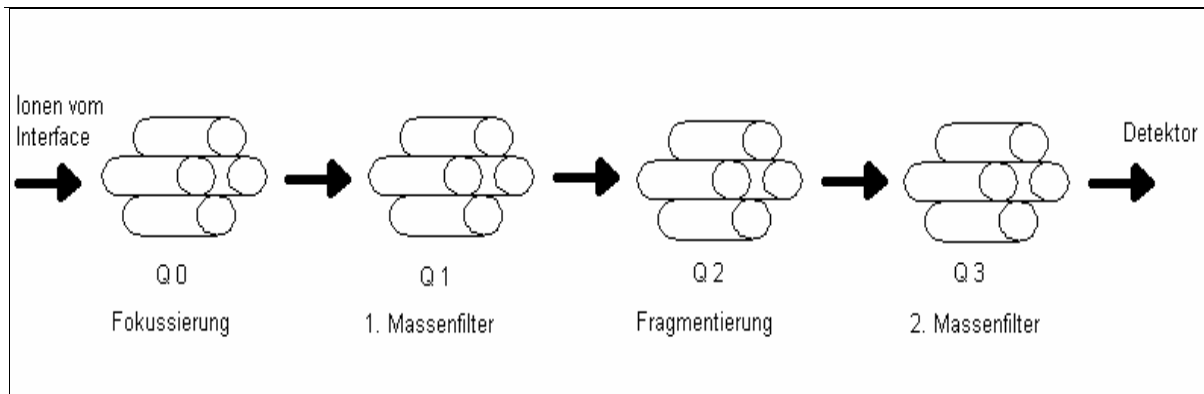 Ionen vom
Interface
Detektor
Q 0
Q 1
Q 2
Q 3
Fokussierung
1. Massenfilter
Fragmentierung
2. Massenfilter